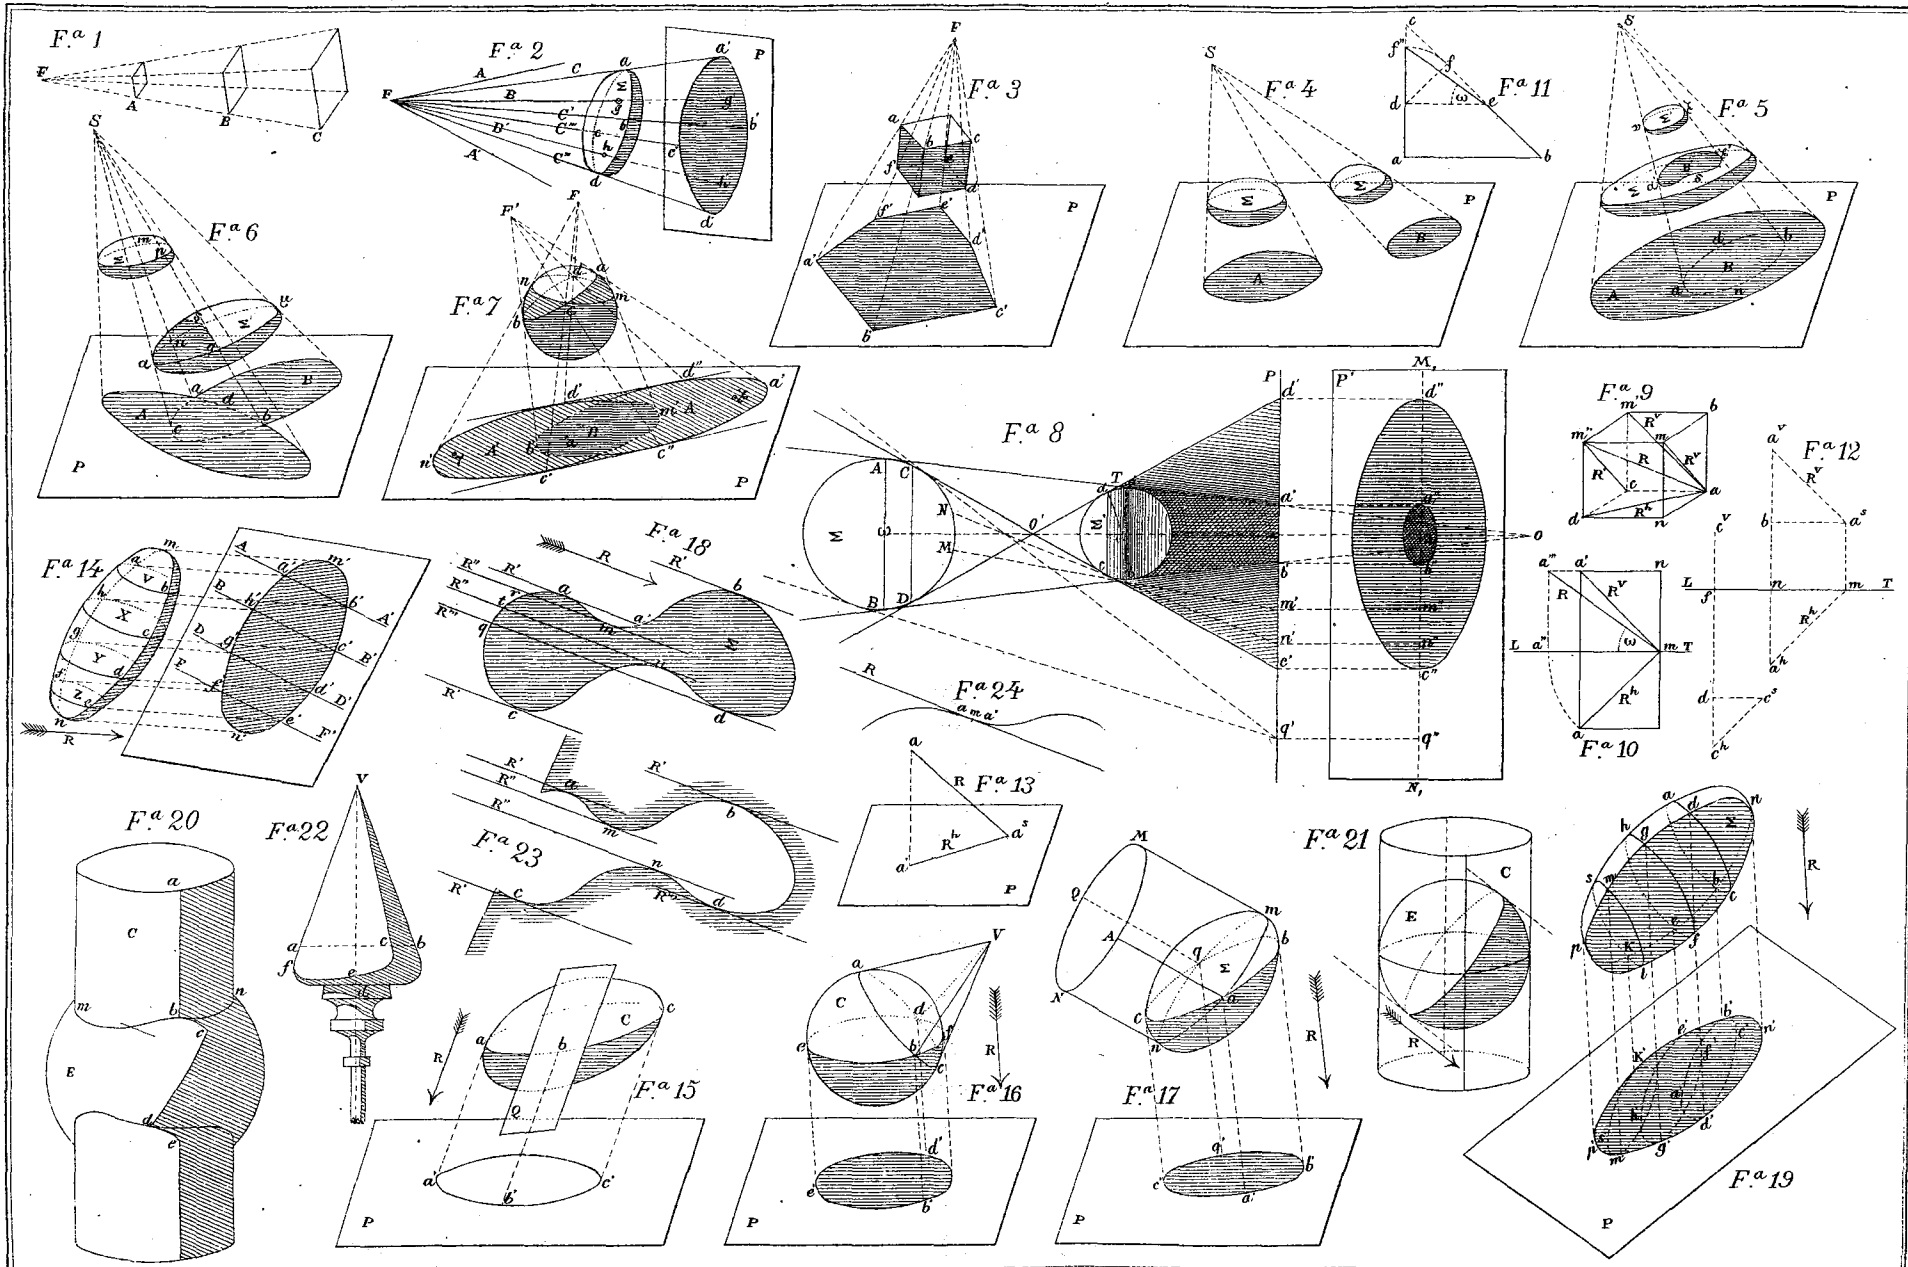 F.ª 1
F
A
B
C
F.ª 2
F
A
C
B
C'
C'''
B'
C''
A'
a
Σ
g
b
c
h
d
a'
P
g
b'
c'
h
d'
F.ª 3
F
a
b
c
e
f
d
f'
e'
d'
a'
b'
c'
P
F.ª 4
S
Σ
Σ
A
B
P
F.ª 11
c
f''
f
d
ω
e
a
b
F.ª 5
S
Σ
Σ
a
s
P
d
b
B
A
a'
n
F.ª 6
S
m
Σ
n
u
Σ
a
n
q
a
B
A
d
c
b
P
F.ª 7
F'
F
d
a
n
m
b
c
d''
d'
a'
m'
A
A'
a''
n
b'
n'
c''
c'
P
F.ª 8
A
C
Σ
ω
N
M
B
D
O'
T
d
Σ'
c
P
d'
a'
b'
m'
n'
c'
q'
P'
M,
d''
a''
b''
m''
n''
c''
q''
N,
O
F.ª 9
m'
b
m''
R^v
m
R'
R
R^v
c
a
d
R^h
n
F.ª 12
a^v
R^v
c^v
b
a^s
L
f
n
m
T
R^h
a^h
d
c^s
c^h
F.ª 10
a'''
a'
n
R
R^v
L
a''
ω
m
T
R^h
a
F.ª 14
m
a
v
b
h
X
c
g
Y
d
f
Z
e
n
R
A
a'
m'
B
h'
b'
A'
D
g'
c'
B'
F
f'
d'
D'
e'
F'
n'
F.ª 18
R
R''
R'
R'
R''
a
b
R'''
t
r
a'
q
m
M
u
R'
c
d
F.ª 24
R
a m a'
F.ª 13
a
R
R^h
a^s
a'
P
F.ª 23
R'
R''
R''
R'
a
b
m
n
R'
c
R'''
d
F.ª 20
a
C
m
b
n
c
E
d
e
F.ª 22
V
a
c
b
f
e
d
F.ª 15
R
a
C
c
b
Q
a'
b'
c'
P
F.ª 16
V
a
C
d
e
b
f
c
R
d'
e'
b'
P
F.ª 17
M
Q
A
N
m
b
q
Σ
a
c
n
R
q'
c'
b'
a'
P
F.ª 21
C
E
R
F.ª 19
a
d
n
h
g
Σ
s
m
b
c
e
p
K
f
l
R
b'
e'
c'
n'
K'
f'
a'
h'
d'
s'
p'
m'
g'
P